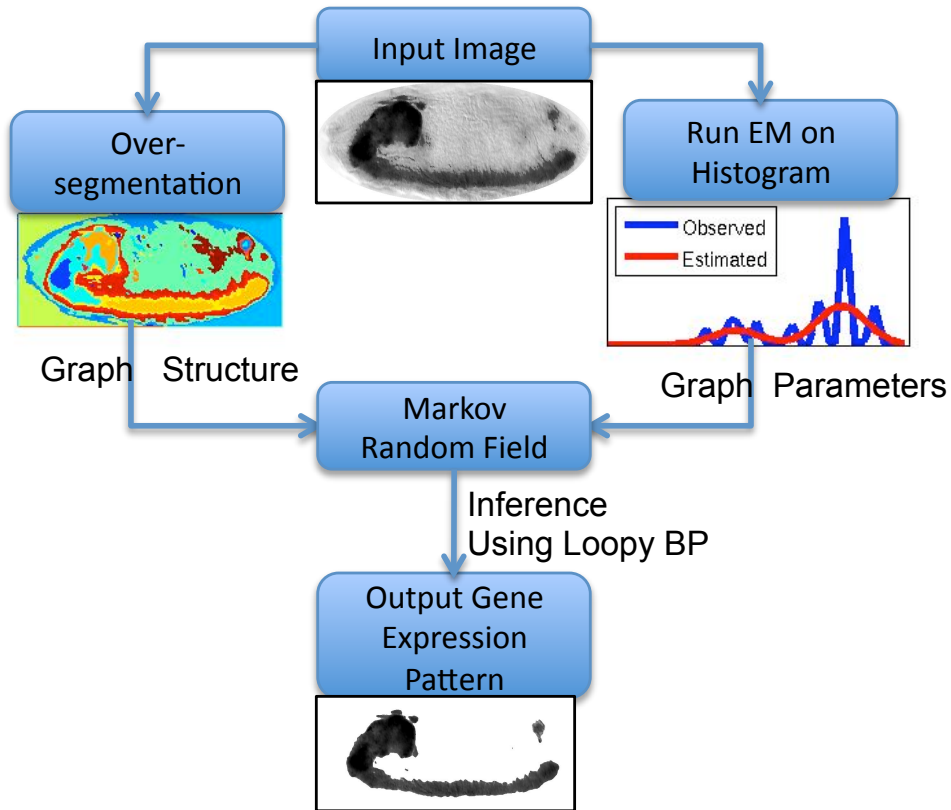 Input Image
Over-
segmentation
Run EM on
Histogram
Observed
Estimated
Graph Structure
Graph Parameters
Markov
Random Field
Inference
Using Loopy BP
Output Gene
Expression
Pattern